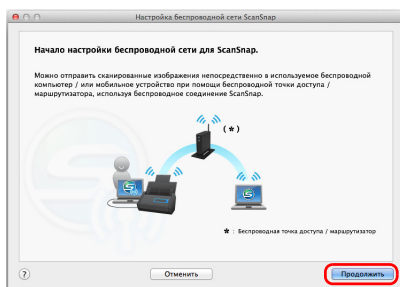 Настройка беспроводной сети ScanSnap
Начало настройки беспроводной сети для ScanSnap.
Можно отправить сканированные изображения непосредственно в используемое беспроводной
компьютер / или мобильное устройство при помощи беспроводной точки доступа /
маршрутизатора, используя беспроводное соединение ScanSnap.
(*)
* : Беспроводная точка доступа / маршрутизатор
?
Отменить
Продолжить